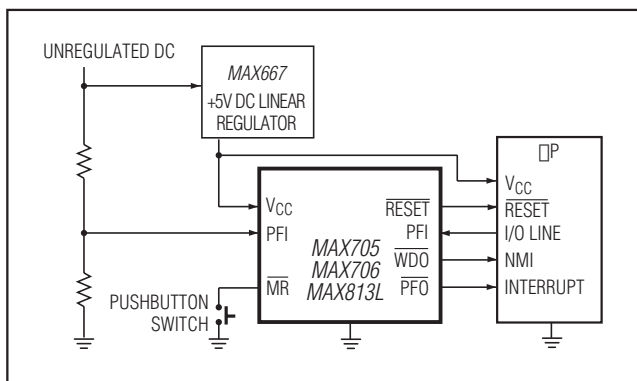 UNREGULATED DC
MAX667
+5V DC LINEAR
REGULATOR
□P
VCC
RESET
I/O LINE
NMI
INTERRUPT
VCC
PFI
MR
RESET
PFI
WDO
PFO
MAX705
MAX706
MAX813L
PUSHBUTTON
SWITCH